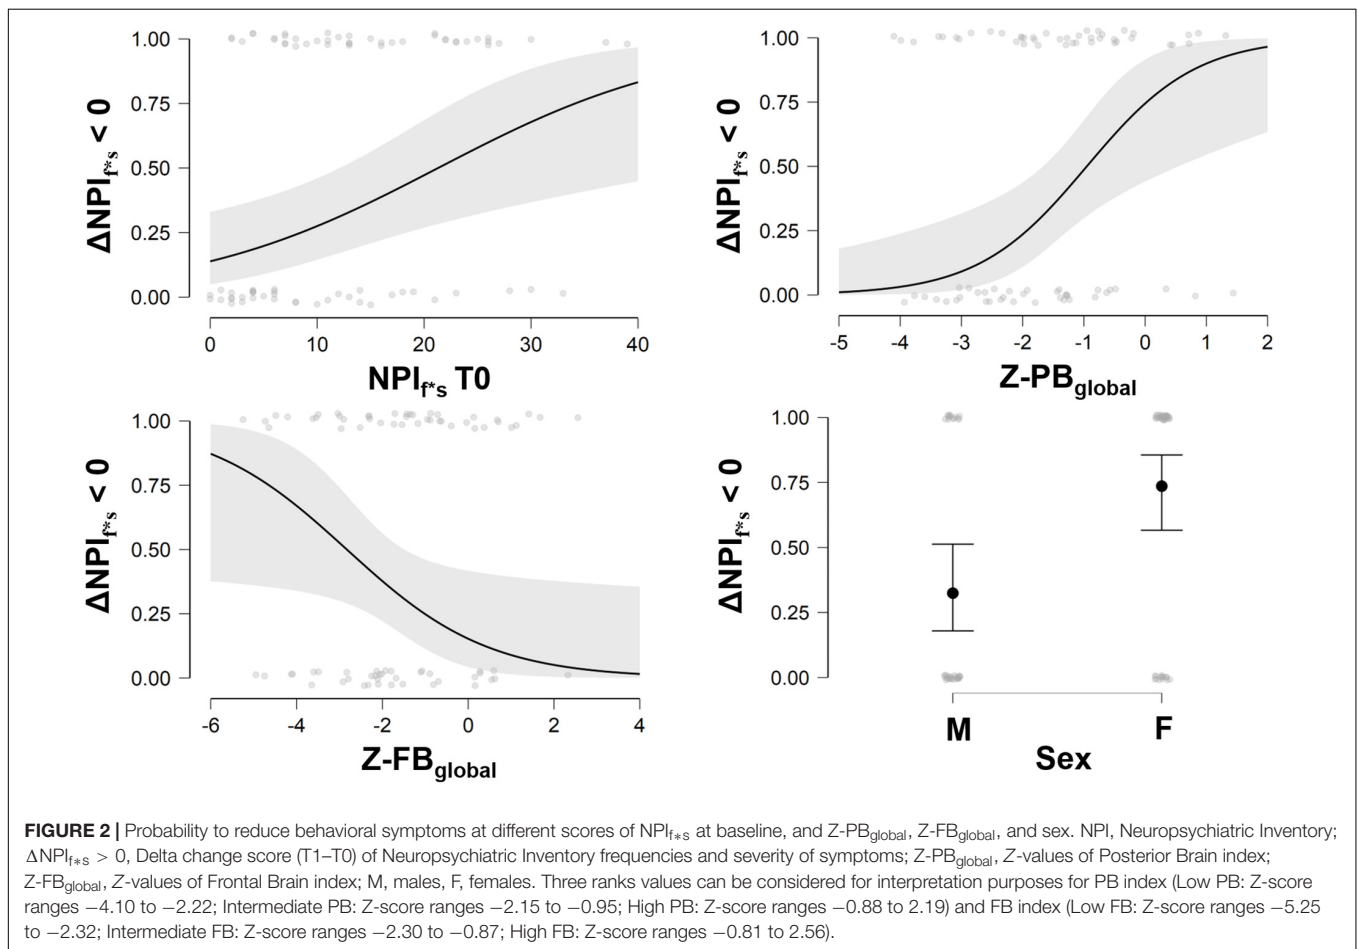 1.00
0.75
0.50
0.25
0.00
ΔNPIf*s < 0
0 10 20 30 40
NPIf*s T0
1.00
0.75
0.50
0.25
0.00
ΔNPIf*s < 0
-5 -4 -3 -2 -1 0 1 2
Z-PBglobal
1.00
0.75
0.50
0.25
0.00
ΔNPIf*s < 0
-6 -4 -2 0 2 4
Z-FBglobal
1.00
0.75
0.50
0.25
0.00
ΔNPIf*s < 0
M F
Sex
FIGURE 2 | Probability to reduce behavioral symptoms at different scores of NPIf∗s at baseline, and Z-PBglobal, Z-FBglobal, and sex. NPI, Neuropsychiatric Inventory;
ΔNPIf∗s > 0, Delta change score (T1–T0) of Neuropsychiatric Inventory frequencies and severity of symptoms; Z-PBglobal, Z-values of Posterior Brain index;
Z-FBglobal, Z-values of Frontal Brain index; M, males, F, females. Three ranks values can be considered for interpretation purposes for PB index (Low PB: Z-score
ranges −4.10 to −2.22; Intermediate PB: Z-score ranges −2.15 to −0.95; High PB: Z-score ranges −0.88 to 2.19) and FB index (Low FB: Z-score ranges −5.25
to −2.32; Intermediate FB: Z-score ranges −2.30 to −0.87; High FB: Z-score ranges −0.81 to 2.56).